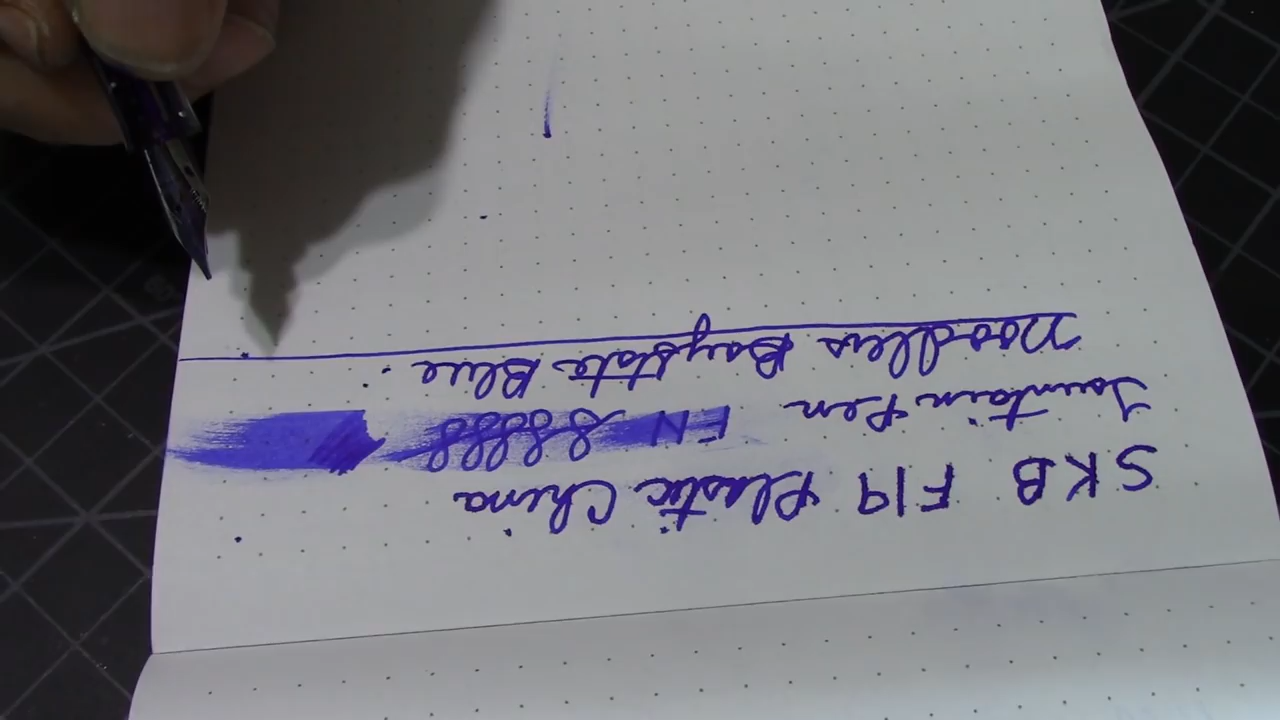 SKB F19 Plastic China
Fountain Pen FN 88888
Noodlers Baystate Blue.